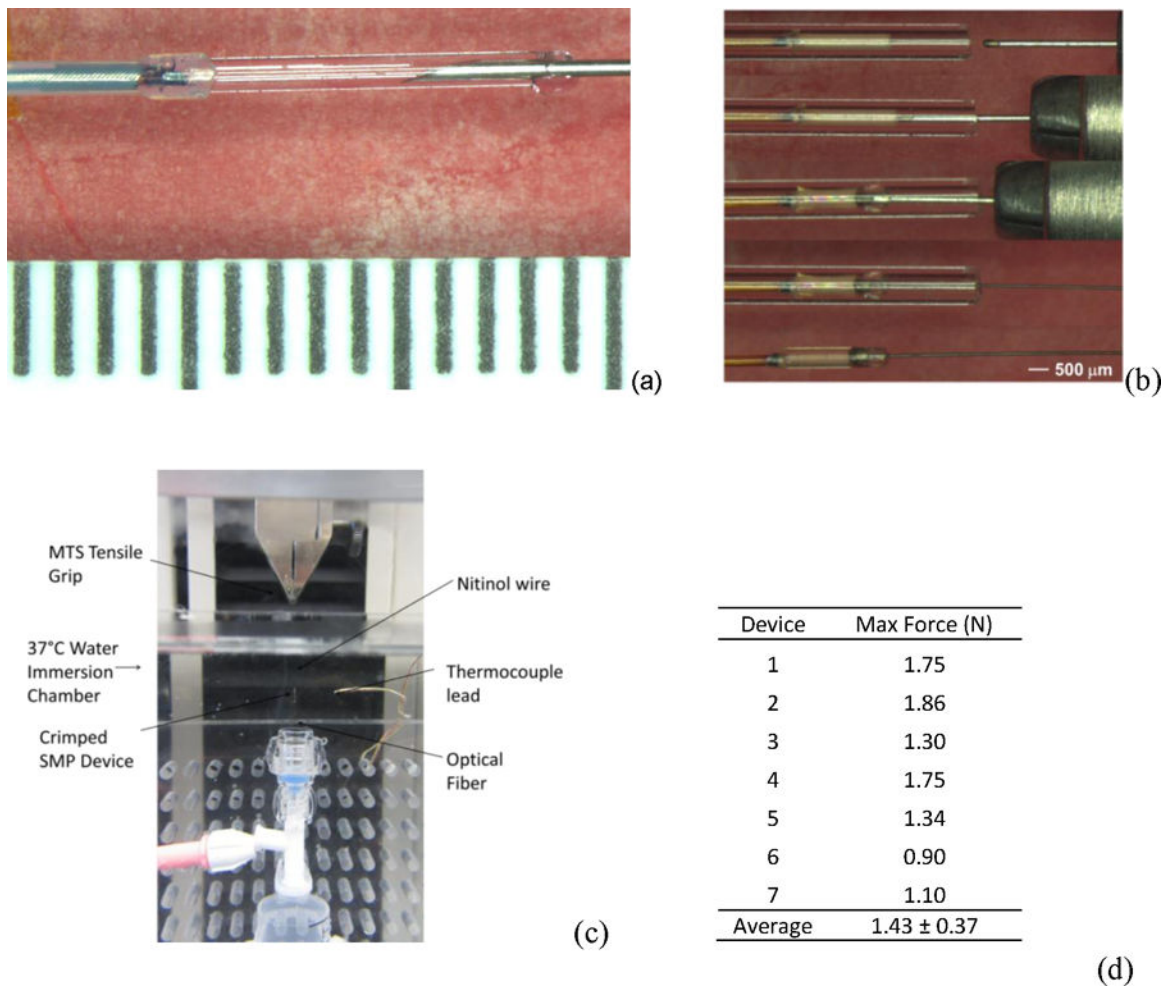 (a)
500 μm
(b)
MTS Tensile
Grip
Nitinol wire
37°C Water
Immersion
Chamber
Thermocouple
lead
Crimped
SMP Device
Optical
Fiber
(c)
Device Max Force (N)
1 1.75
2 1.86
3 1.30
4 1.75
5 1.34
6 0.90
7 1.10
Average 1.43 ± 0.37
(d)